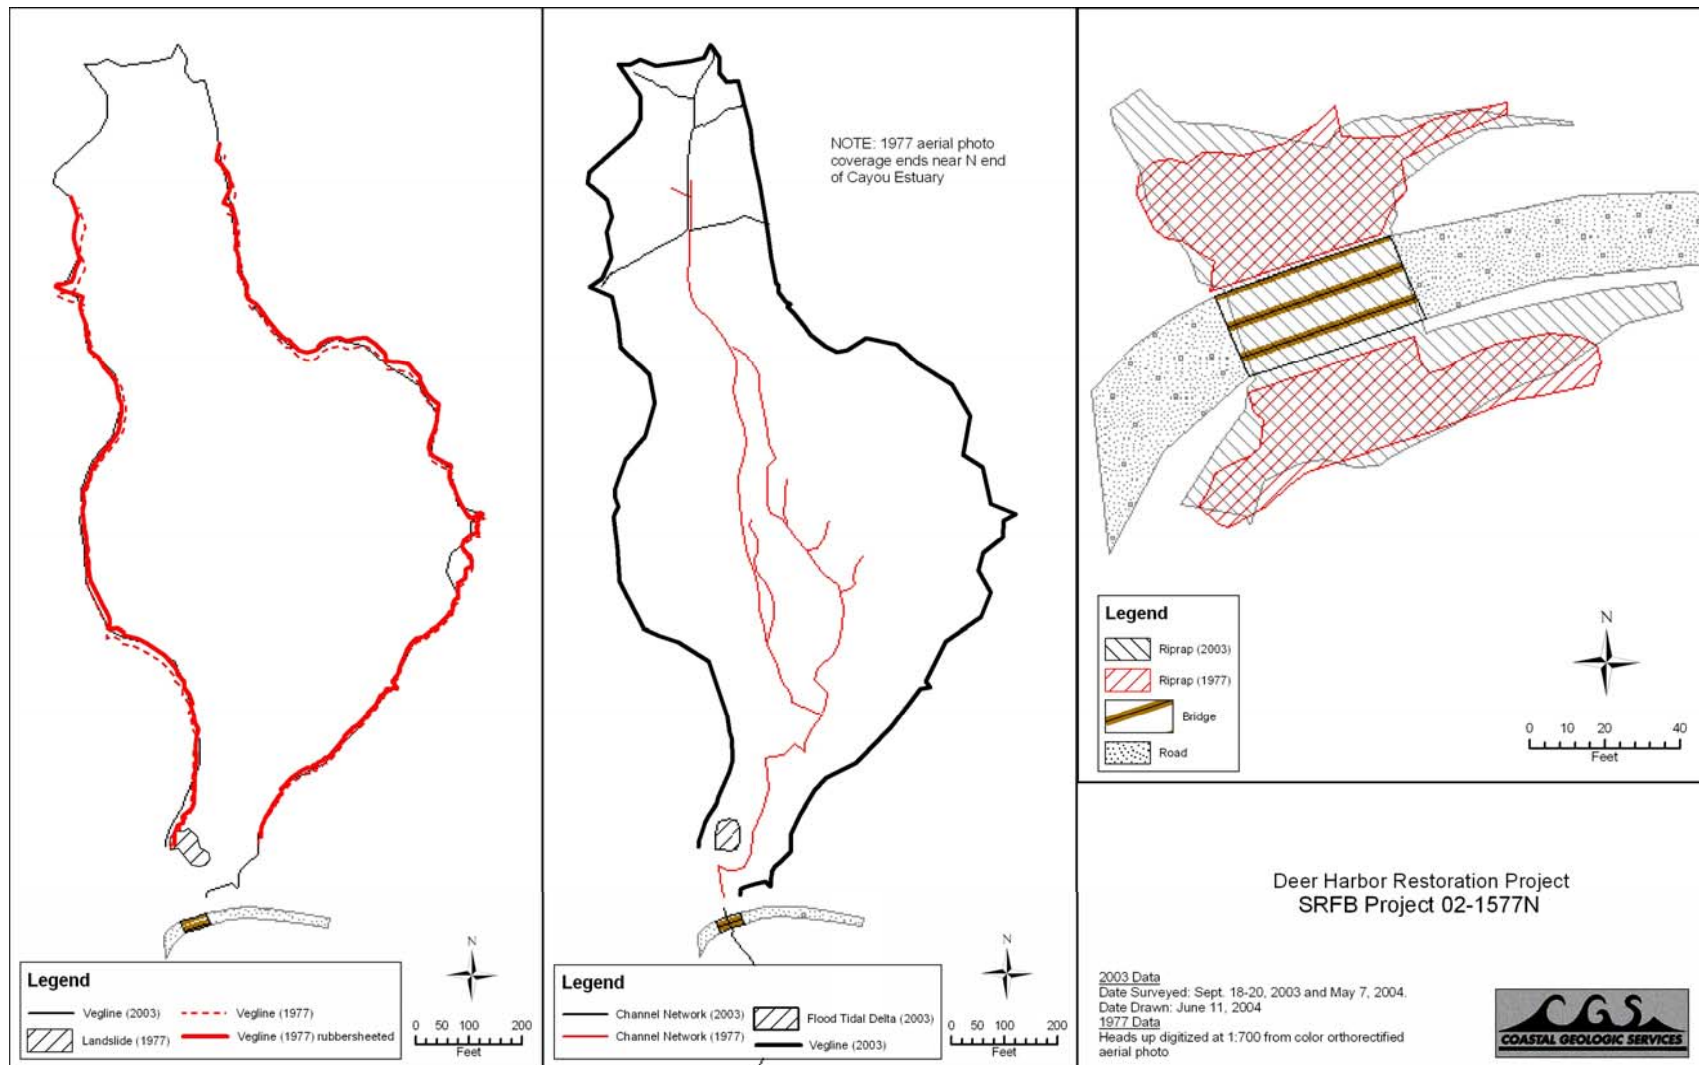 N
Legend
Vegline (2003)
Vegline (1977)
Landslide (1977)
Vegline (1977) rubbersheeted
0 50 100 200
Feet
NOTE: 1977 aerial photo
coverage ends near N end
of Cayou Estuary
N
Legend
Channel Network (2003)
Channel Network (1977)
Flood Tidal Delta (2003)
Vegline (2003)
0 50 100 200
Feet
Legend
Riprap (2003)
Riprap (1977)
Bridge
Road
N
0 20 20 40
Feet
Deer Harbor Restoration Project
SRFB Project 02-1577N
2003 Data
Date Surveyed: Sept. 18-20, 2003 and May 7, 2004.
Date Drawn: June 11, 2004
1977 Data
Heads up digitized at 1:700 from color orthorectified
aerial photo
CGS
COASTAL GEOLOGIC SERVICES